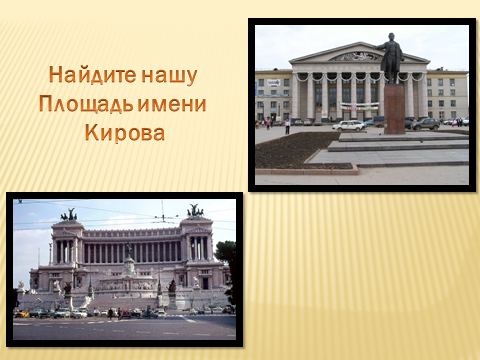 Найдите нашу
Площадь имени
Кирова